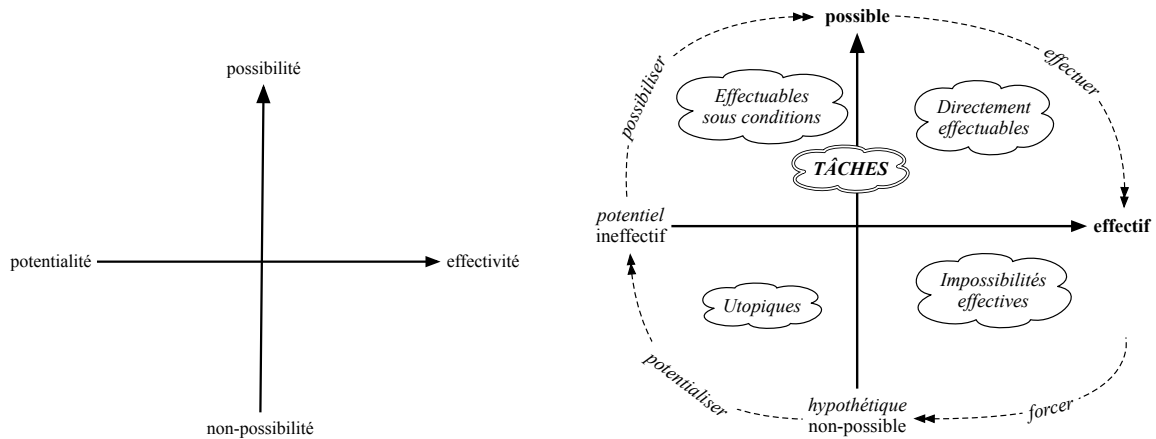 possibilité
potentialité
effectivité
non-possibilité
possible
possibiliser
effectuer
Effectuables
sous conditions
Directement
effectuables
TÂCHES
potentiel
ineffectif
effectif
Utopiques
Impossibilités
effectives
potentialiser
hypothétique
non-possible
forcer